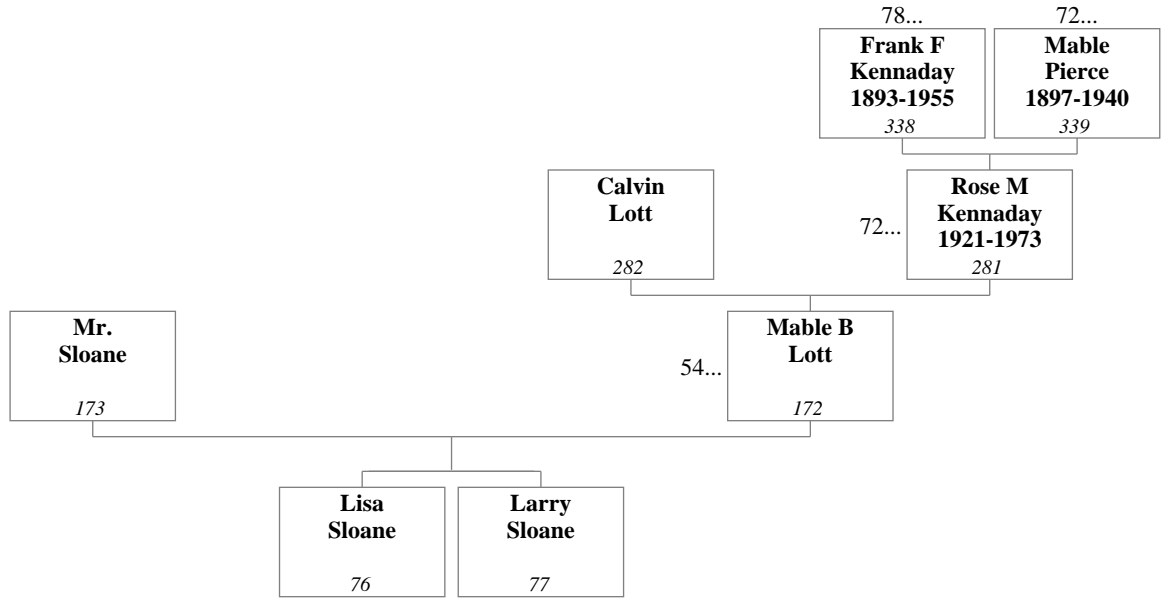 78...
72...
Frank F
Kennaday
1893-1955
338
Mable
Pierce
1897-1940
339
Calvin
Lott
282
72...
Rose M
Kennaday
1921-1973
281
Mr.
Sloane
173
54...
Mable B
Lott
172
Lisa
Sloane
76
Larry
Sloane
77